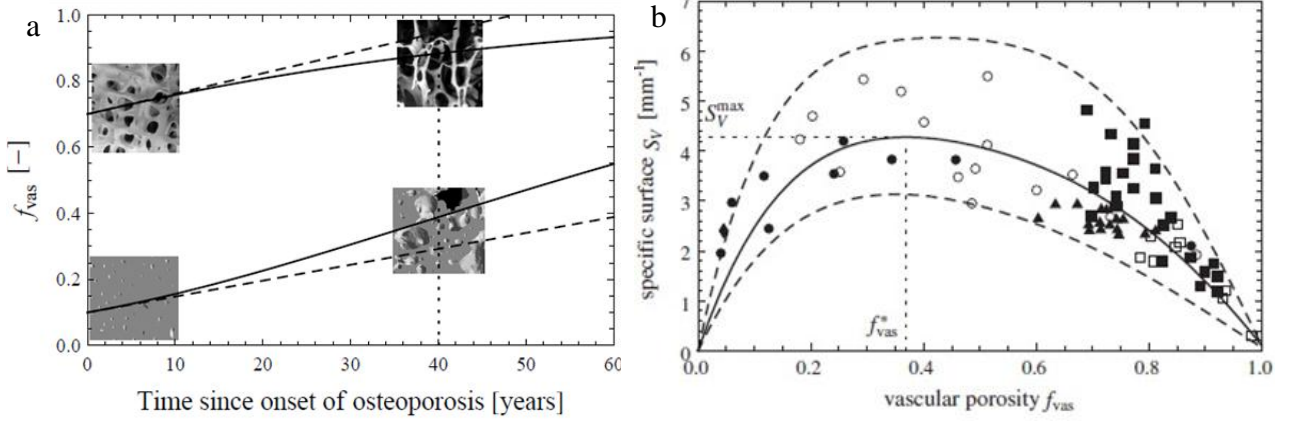 a
1.0
0.8
0.6
0.4
0.2
0.0
f_vas [−]
0 10 20 30 40 50 60
Time since onset of osteoporosis [years]
b
7
6
5
4
3
2
1
0
specific surface S_V [mm⁻¹]
S_V^max
f*_vas
0.0 0.2 0.4 0.6 0.8 1.0
vascular porosity f_vas